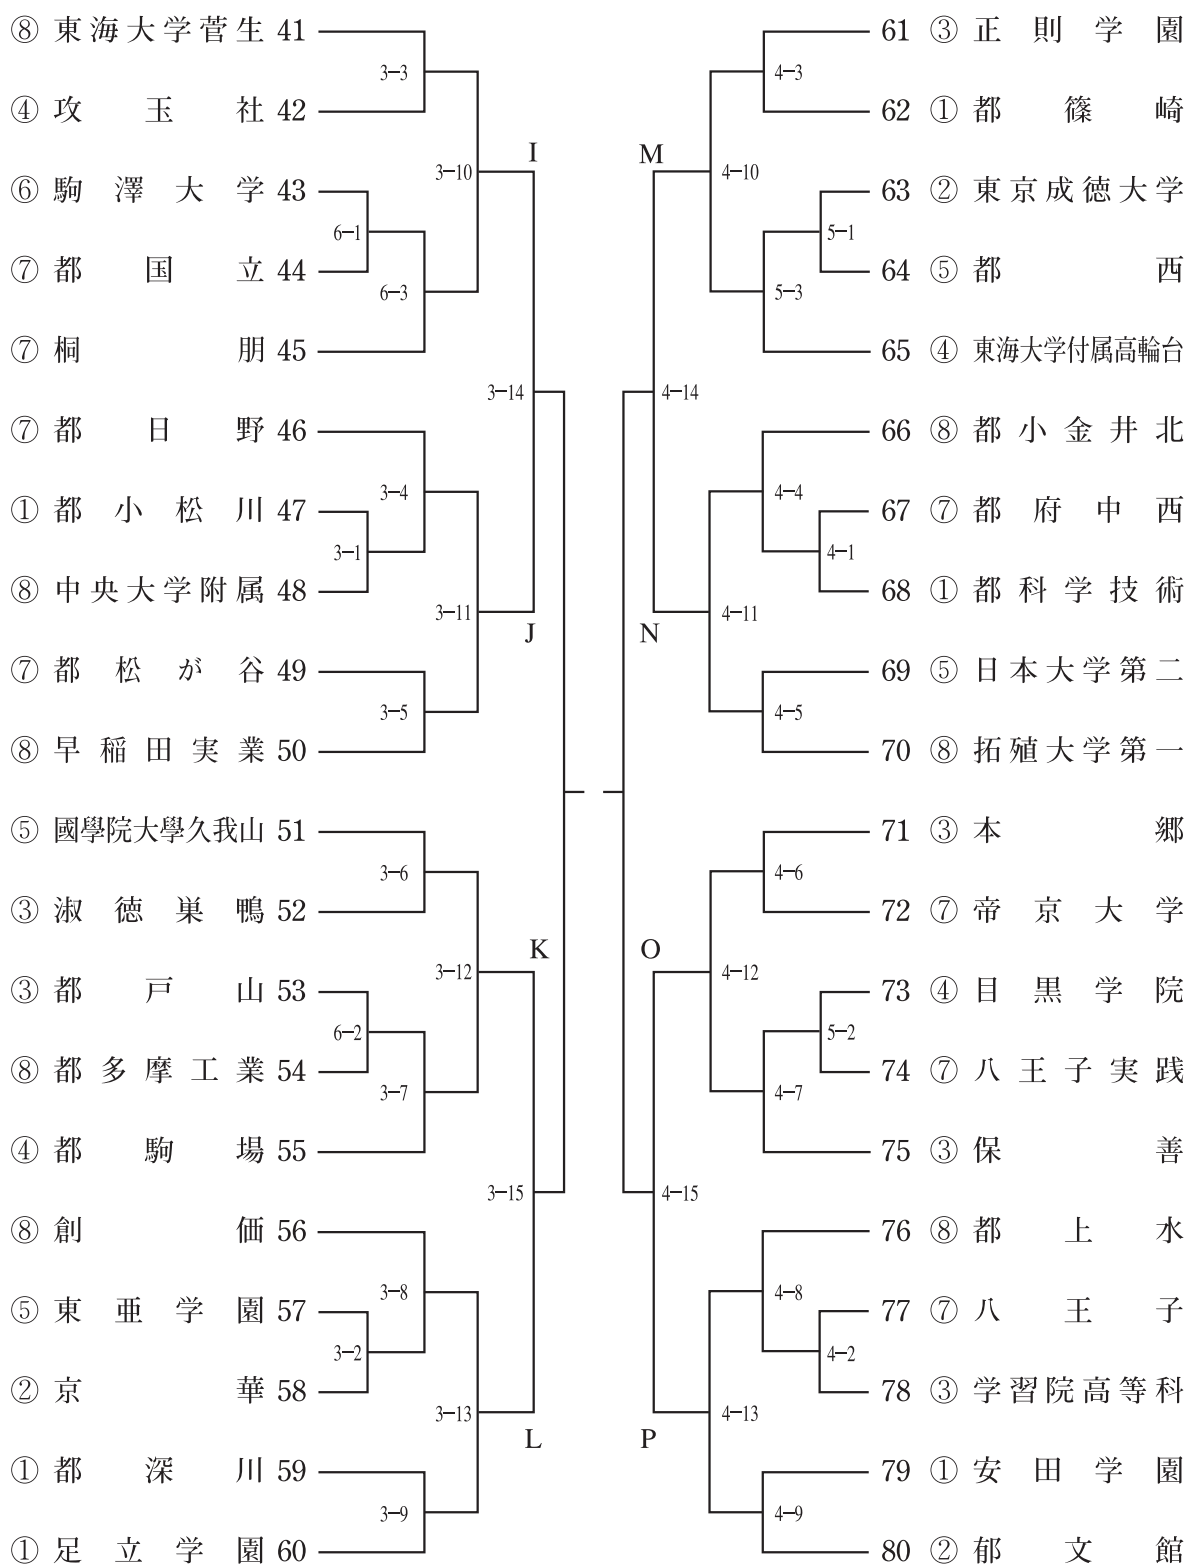 ⑧ 東海大学菅生 41
④ 攻玉社 42
⑥ 駒澤大学 43
⑦ 都国立 44
⑦ 桐朋 45
⑦ 都日野 46
① 都小松川 47
⑧ 中央大学附属 48
⑦ 都松が谷 49
⑧ 早稲田実業 50
⑤ 國學院大學久我山 51
③ 淑徳巣鴨 52
③ 都戸山 53
⑧ 都多摩工業 54
④ 都駒場 55
⑧ 創価 56
⑤ 東亜学園 57
② 京華 58
① 都深川 59
① 足立学園 60
3-3
3-10
I
6-1
6-3
3-14
3-4
3-1
3-11
J
3-5
3-6
K
3-12
6-2
3-7
3-15
3-8
3-2
3-13
L
3-9
4-3
M
4-10
5-1
5-3
4-14
4-4
4-1
4-11
N
4-5
4-6
O
4-12
5-2
4-7
4-15
4-8
4-2
4-13
P
4-9
61 ③ 正則学園
62 ① 都篠崎
63 ② 東京成徳大学
64 ⑤ 都西
65 ④ 東海大学付属高輪台
66 ⑧ 都小金井北
67 ⑦ 都府中西
68 ① 都科学技術
69 ⑤ 日本大学第二
70 ⑧ 拓殖大学第一
71 ③ 本郷
72 ⑦ 帝京大学
73 ④ 目黒学院
74 ⑦ 八王子実践
75 ③ 保善
76 ⑧ 都上水
77 ⑦ 八王子
78 ③ 学習院高等科
79 ① 安田学園
80 ② 郁文館